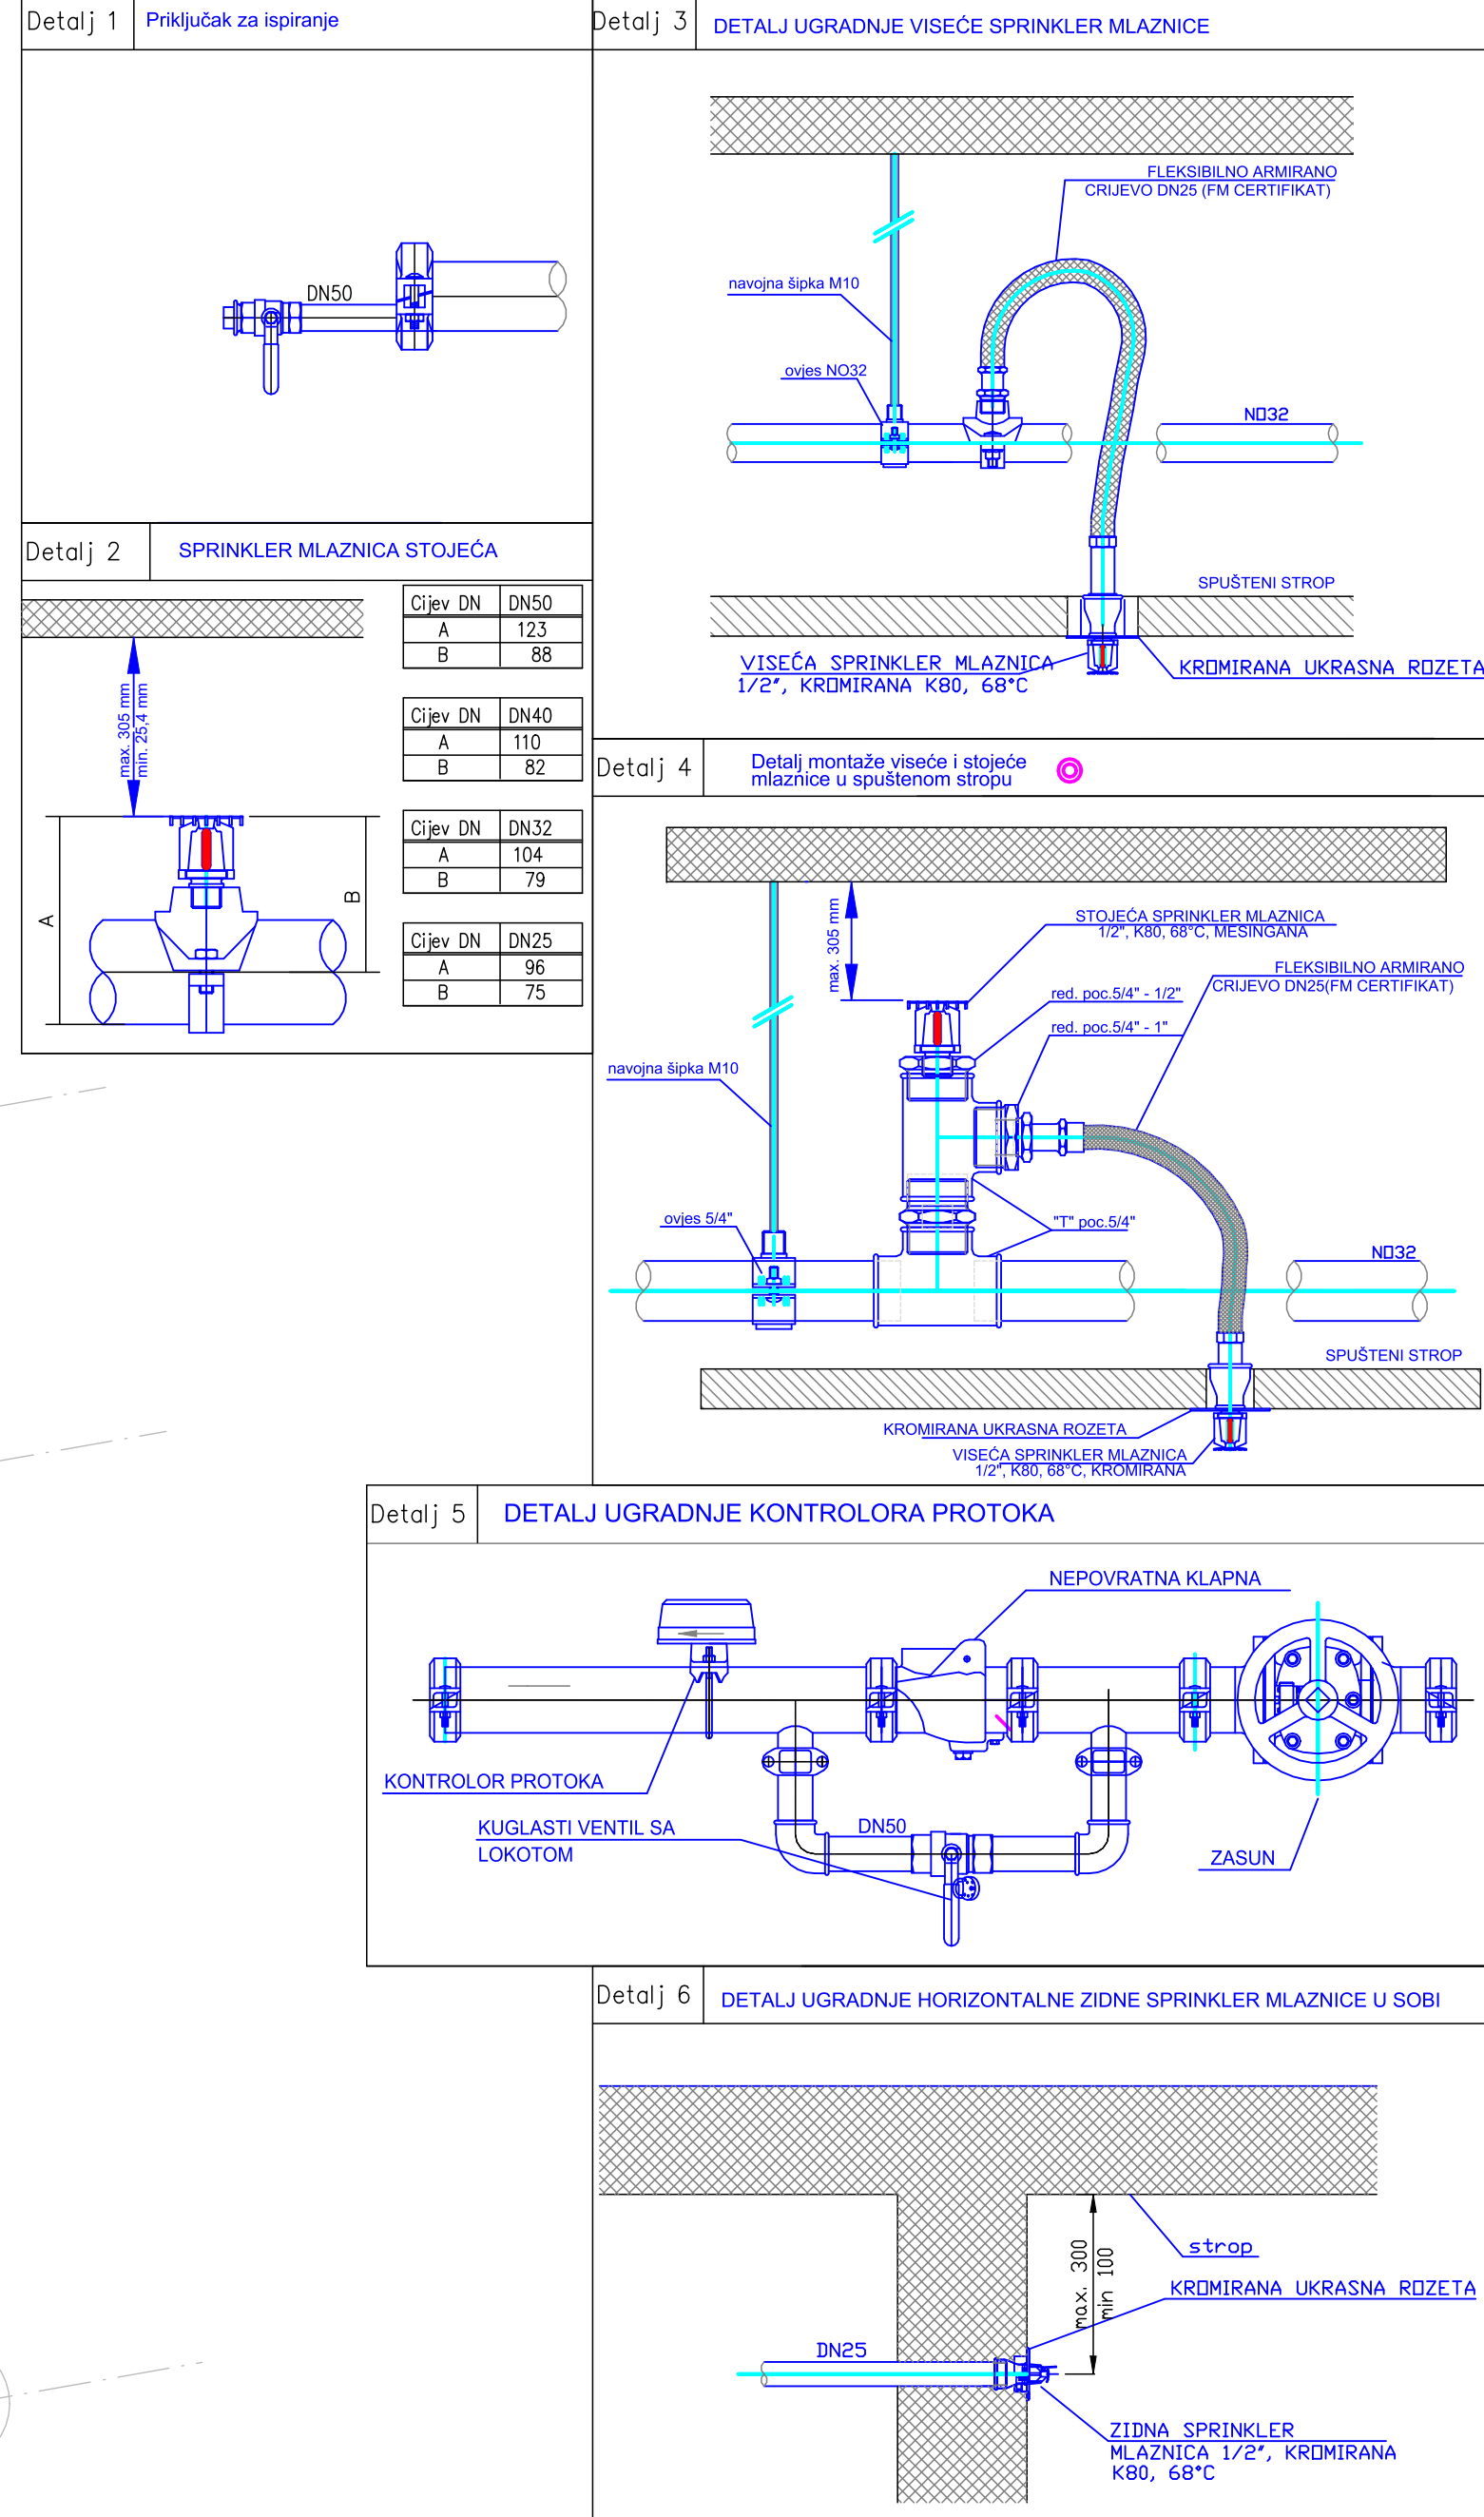 Detalj 1
Priključak za ispiranje
DN50
Detalj 2
SPRINKLER MLAZNICA STOJEĆA
max. 305 mm
min. 25,4 mm
A
B
Cijev DN DN50
A 123
B 88
Cijev DN DN40
A 110
B 82
Cijev DN DN32
A 104
B 79
Cijev DN DN25
A 96
B 75
Detalj 3
DETALJ UGRADNJE VISEĆE SPRINKLER MLAZNICE
FLEKSIBILNO ARMIRANO
CRIJEVO DN25 (FM CERTIFIKAT)
navojna šipka M10
ovjes NO32
NO32
SPUŠTENI STROP
VISEĆA SPRINKLER MLAZNICA
1/2", KROMIRANA K80, 68°C
KROMIRANA UKRASNA ROZETA
Detalj 4
Detalj montaže viseće i stojeće
mlaznice u spuštenom stropu
max. 305 mm
STOJEĆA SPRINKLER MLAZNICA
1/2", K80, 68°C, MESINGANA
FLEKSIBILNO ARMIRANO
CRIJEVO DN25(FM CERTIFIKAT)
red. poc.5/4" - 1/2"
red. poc.5/4" - 1"
navojna šipka M10
ovjes 5/4"
"T" poc.5/4"
NO32
SPUŠTENI STROP
KROMIRANA UKRASNA ROZETA
VISEĆA SPRINKLER MLAZNICA
1/2", K80, 68°C, KROMIRANA
Detalj 5
DETALJ UGRADNJE KONTROLORA PROTOKA
NEPOVRATNA KLAPNA
KONTROLOR PROTOKA
KUGLASTI VENTIL SA
LOKOTOM
DN50
ZASUN
Detalj 6
DETALJ UGRADNJE HORIZONTALNE ZIDNE SPRINKLER MLAZNICE U SOBI
max. 300
min 100
strop
KROMIRANA UKRASNA ROZETA
DN25
ZIDNA SPRINKLER
MLAZNICA 1/2", KROMIRANA
K80, 68°C